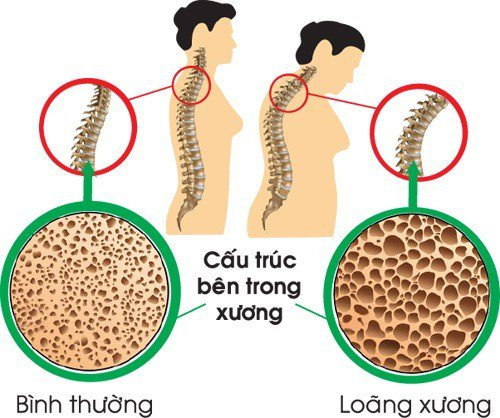 Cấu trúc
bên trong
xương
Bình thường
Loãng xương